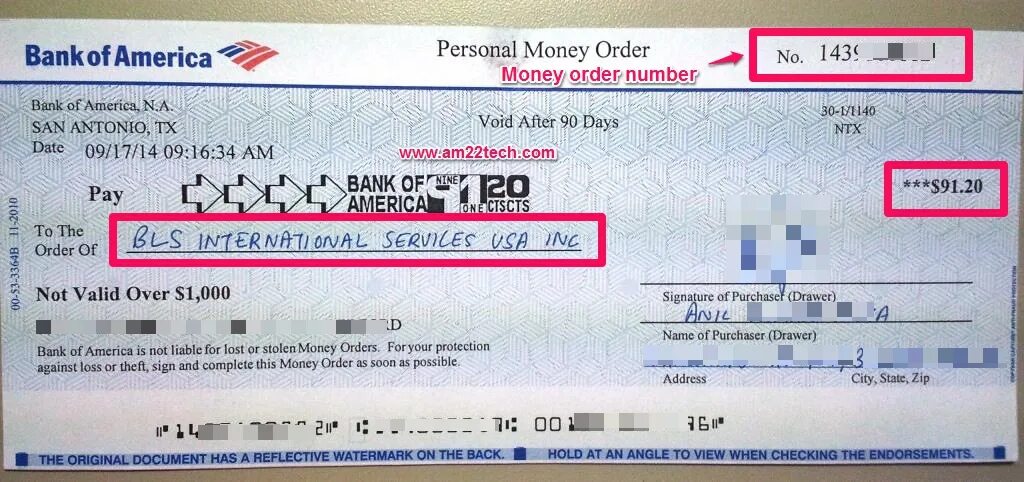 Bank of America
Personal Money Order
No. 1439
Money order number
Bank of America, N.A.
SAN ANTONIO, TX
Date 09/17/14 09:16:34 AM
Void After 90 Days
30-1/1140
NTX
www.am22tech.com
Pay
BANK OF AMERICA NINE ONE 20 CTSCTS
***$91.20
To The Order Of BLS INTERNATIONAL SERVICES USA INC
00-53-3364B 11-2010
Not Valid Over $1,000
Signature of Purchaser (Drawer)
ANIL
Name of Purchaser (Drawer)
Bank of America is not liable for lost or stolen Money Orders. For your protection
against loss or theft, sign and complete this Money Order as soon as possible.
Address City, State, Zip
THE ORIGINAL DOCUMENT HAS A REFLECTIVE WATERMARK ON THE BACK.
HOLD AT AN ANGLE TO VIEW WHEN CHECKING THE ENDORSEMENTS.